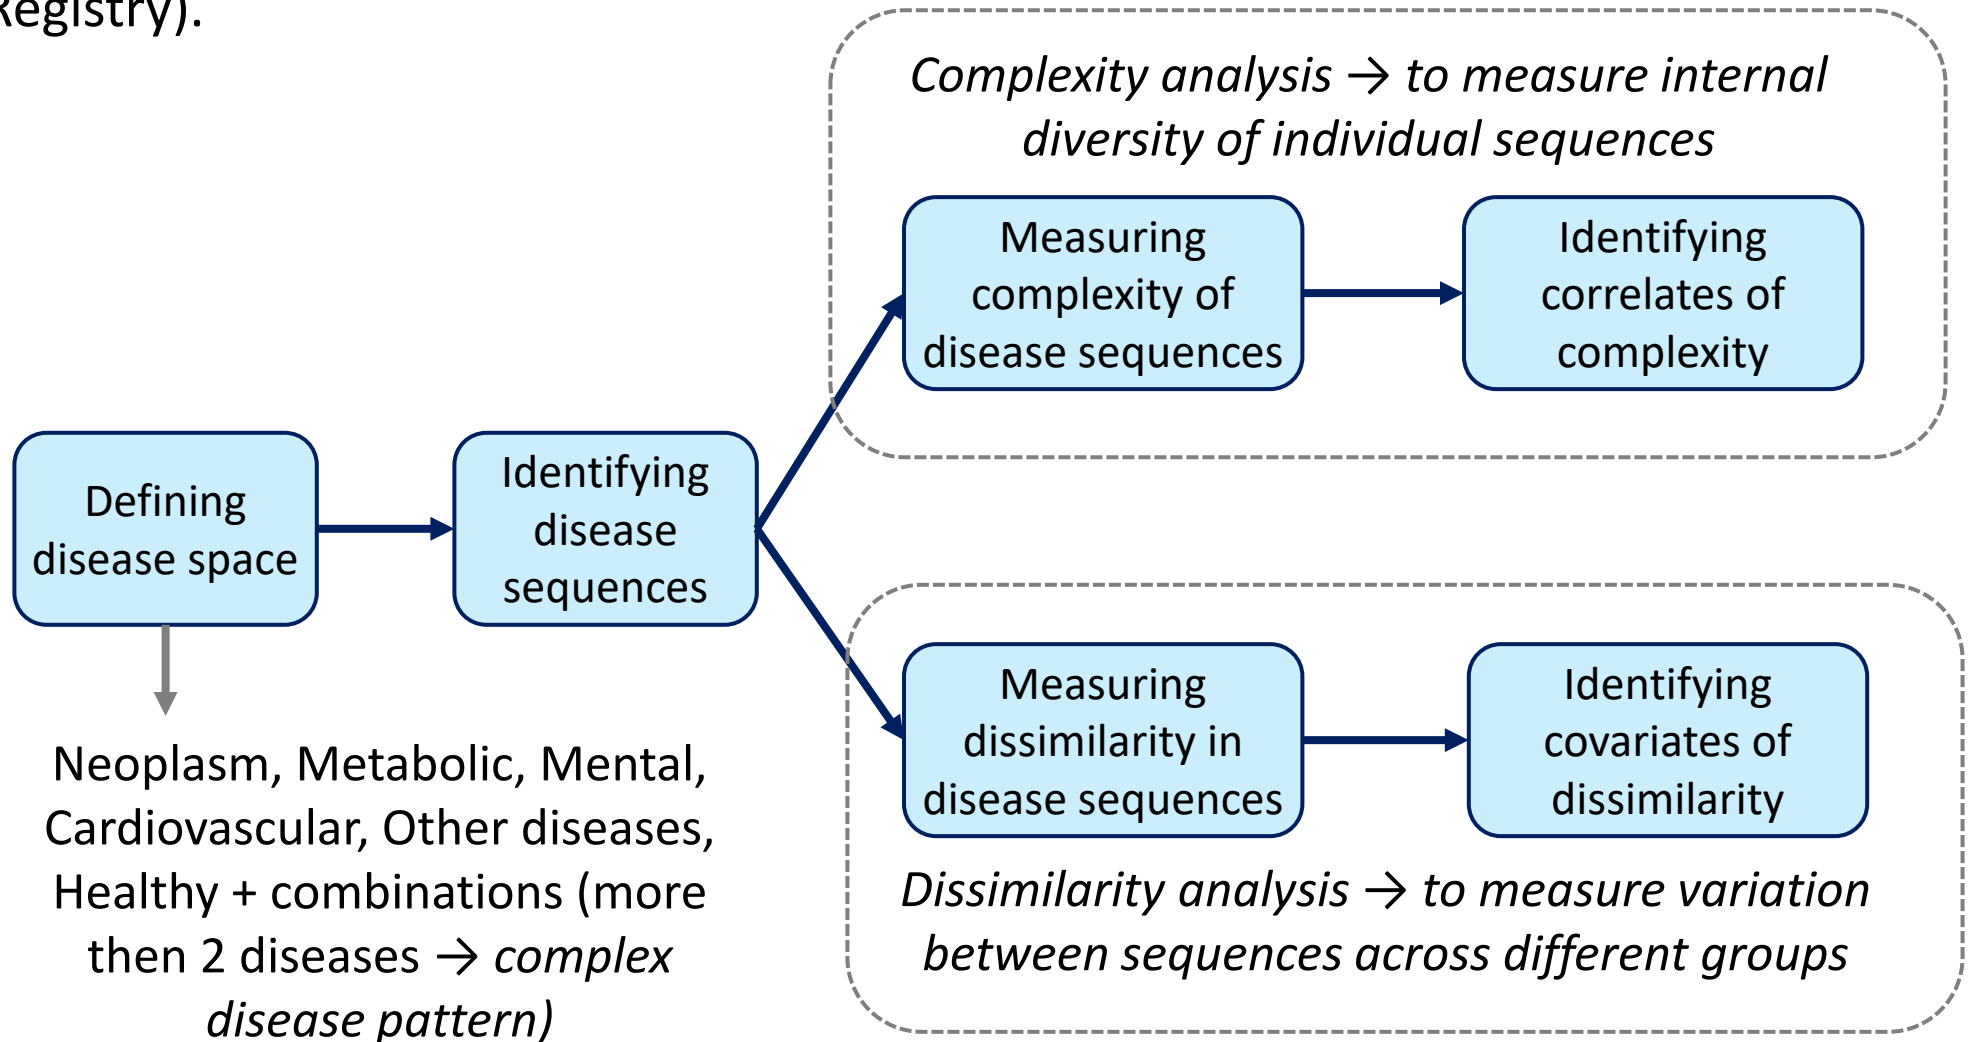 Registry).
Complexity analysis → to measure internal
diversity of individual sequences
Measuring
complexity of
disease sequences
Identifying
correlates of
complexity
Defining
disease space
Identifying
disease
sequences
Measuring
dissimilarity in
disease sequences
Identifying
covariates of
dissimilarity
Neoplasm, Metabolic, Mental,
Cardiovascular, Other diseases,
Healthy + combinations (more
then 2 diseases → complex
disease pattern)
Dissimilarity analysis → to measure variation
between sequences across different groups